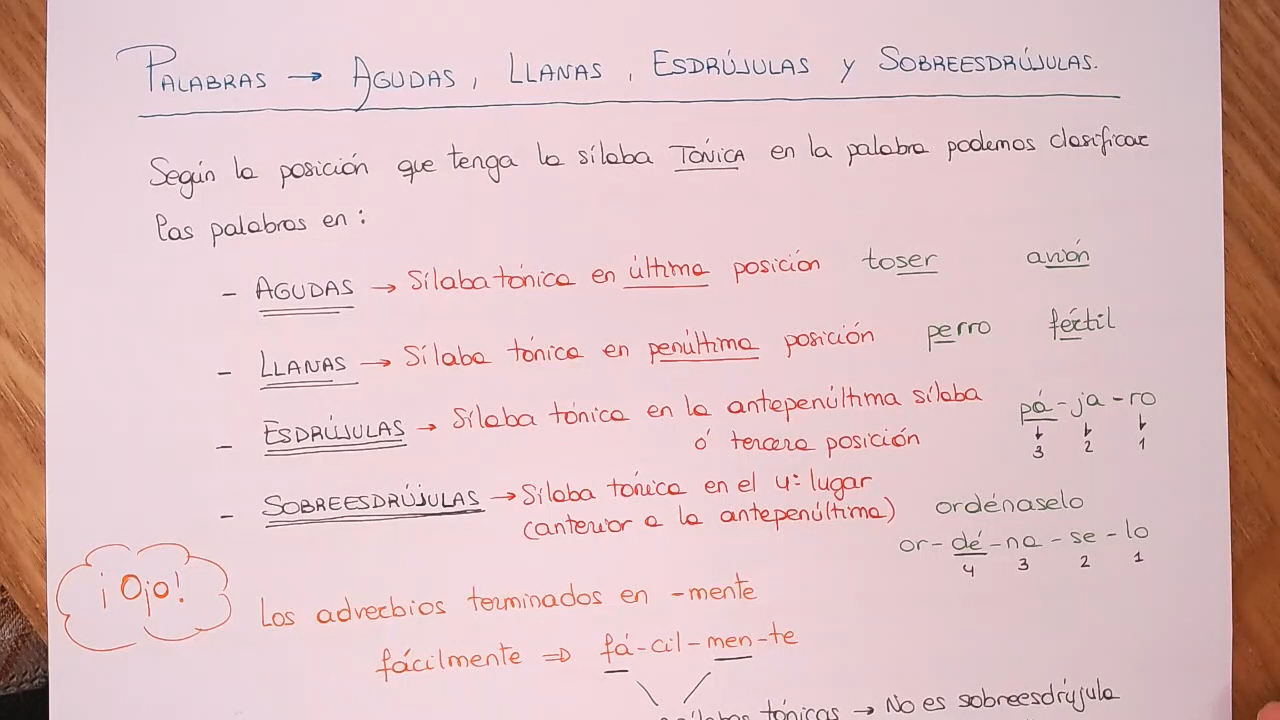 PALABRAS → AGUDAS, LLANAS, ESDRÚJULAS y SOBREESDRÚJULAS.
Según la posición que tenga la sílaba TÓNICA en la palabra podemos clasificar
las palabras en:
- AGUDAS → Sílaba tónica en última posición toser avión
- LLANAS → Sílaba tónica en penúltima posición perro fértil
- ESDRÚJULAS → Sílaba tónica en la antepenúltima sílaba pá-ja-ro
ó tercera posición 3 2 1
- SOBREESDRÚJULAS → Sílaba tónica en el 4º lugar ordénaselo
(anterior a la antepenúltima) or-dé-na-se-lo
4 3 2 1
¡Ojo! Los adverbios terminados en -mente
fácilmente ⇒ fá-cil-men-te
sílabas tónicas → No es sobreesdrújula